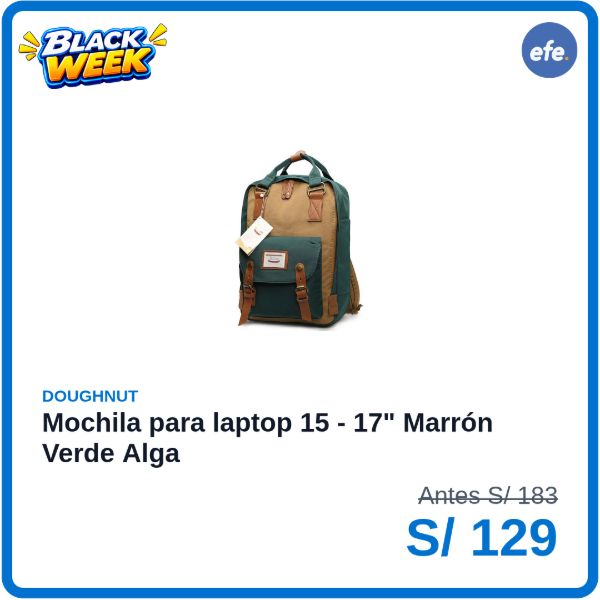 BLACK
WEEK
efe.
DOUGHNUT
Mochila para laptop 15 - 17" Marrón
Verde Alga
Antes S/ 183
S/ 129